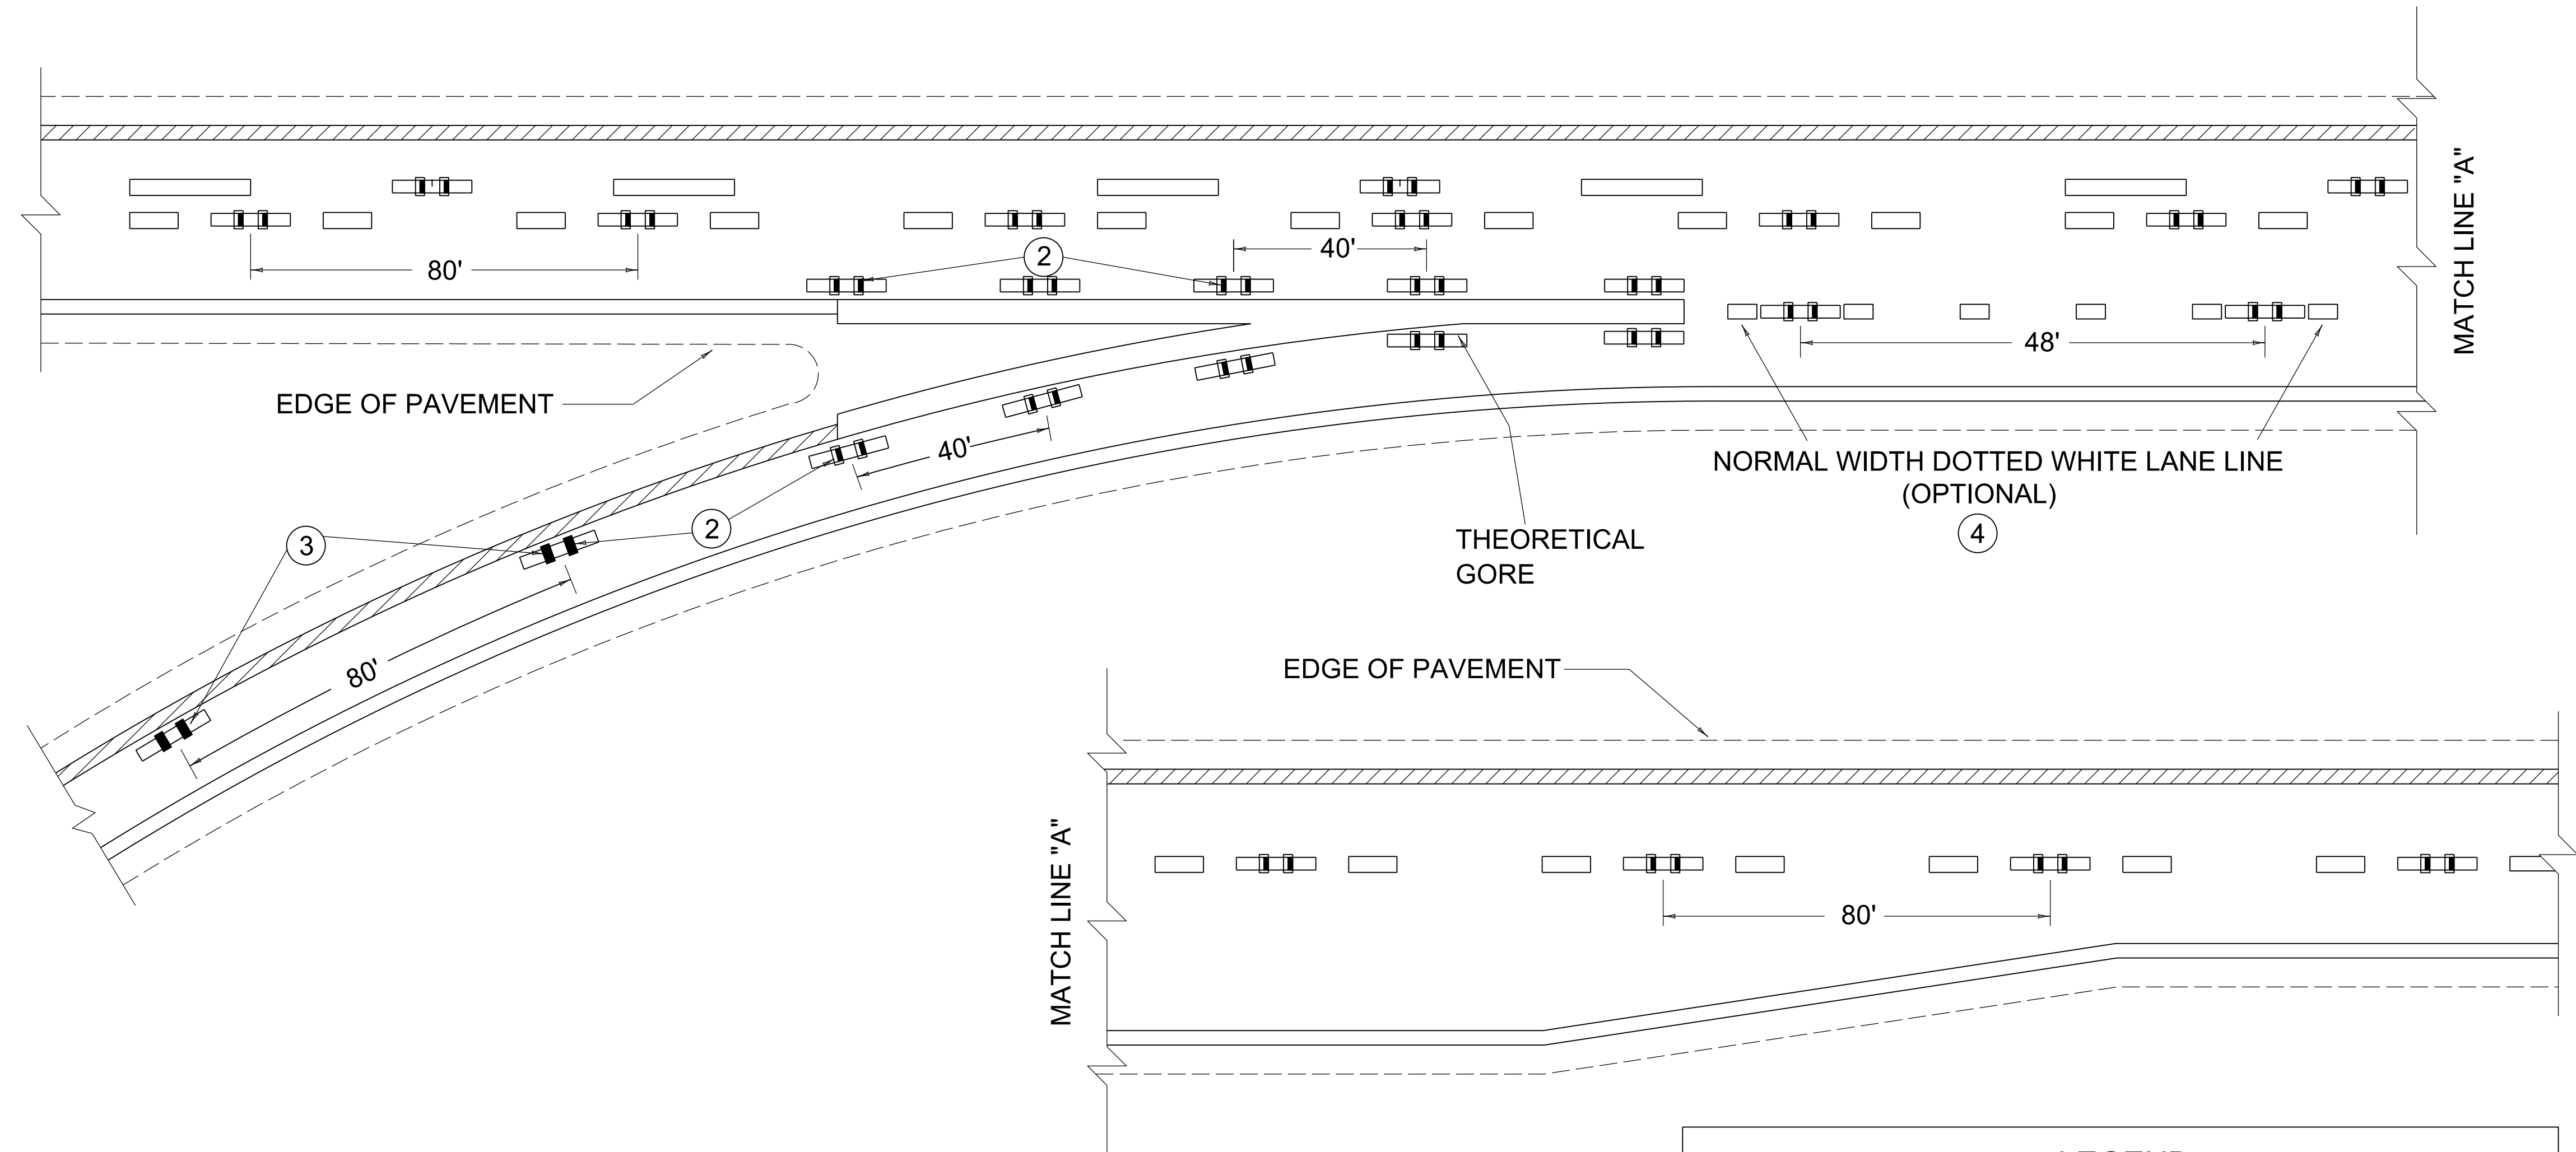 MATCH LINE "A"
2
40'
80'
48'
EDGE OF PAVEMENT
40'
NORMAL WIDTH DOTTED WHITE LANE LINE
(OPTIONAL)
4
2
3
THEORETICAL
GORE
80'
EDGE OF PAVEMENT
MATCH LINE "A"
80'
LEGEND